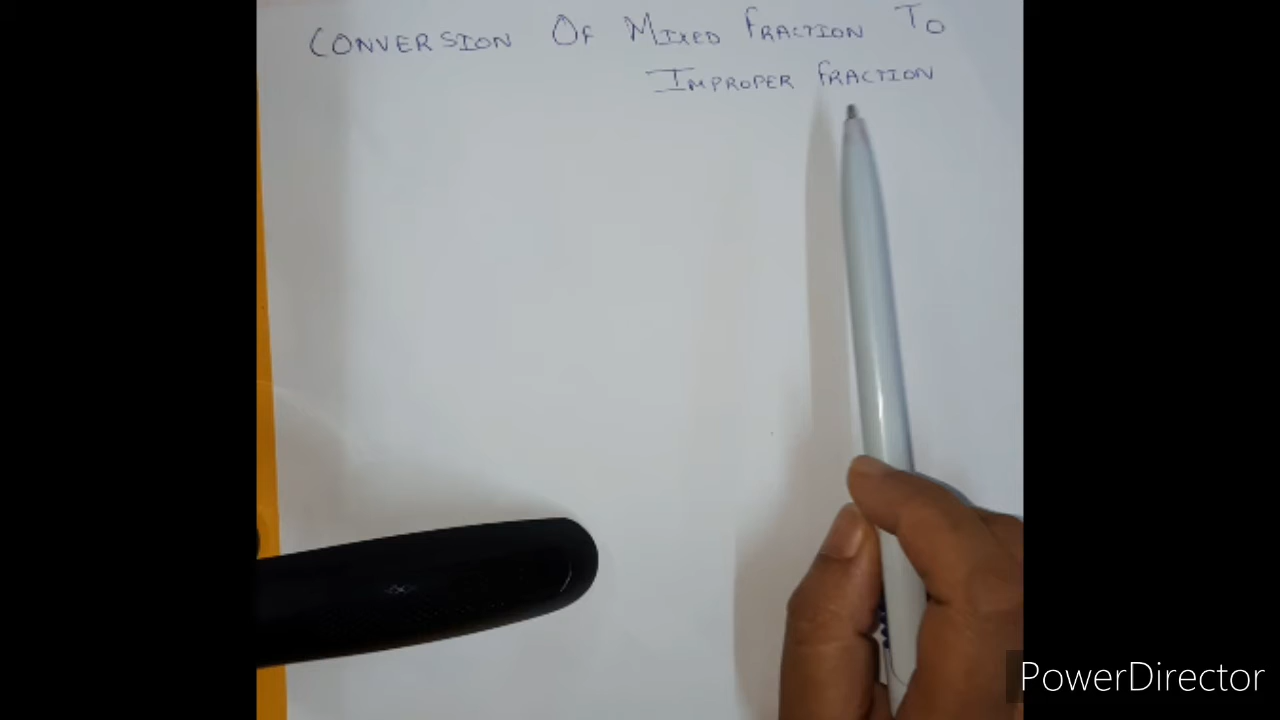 CONVERSION OF MIXED FRACTION TO
IMPROPER FRACTION
PowerDirector